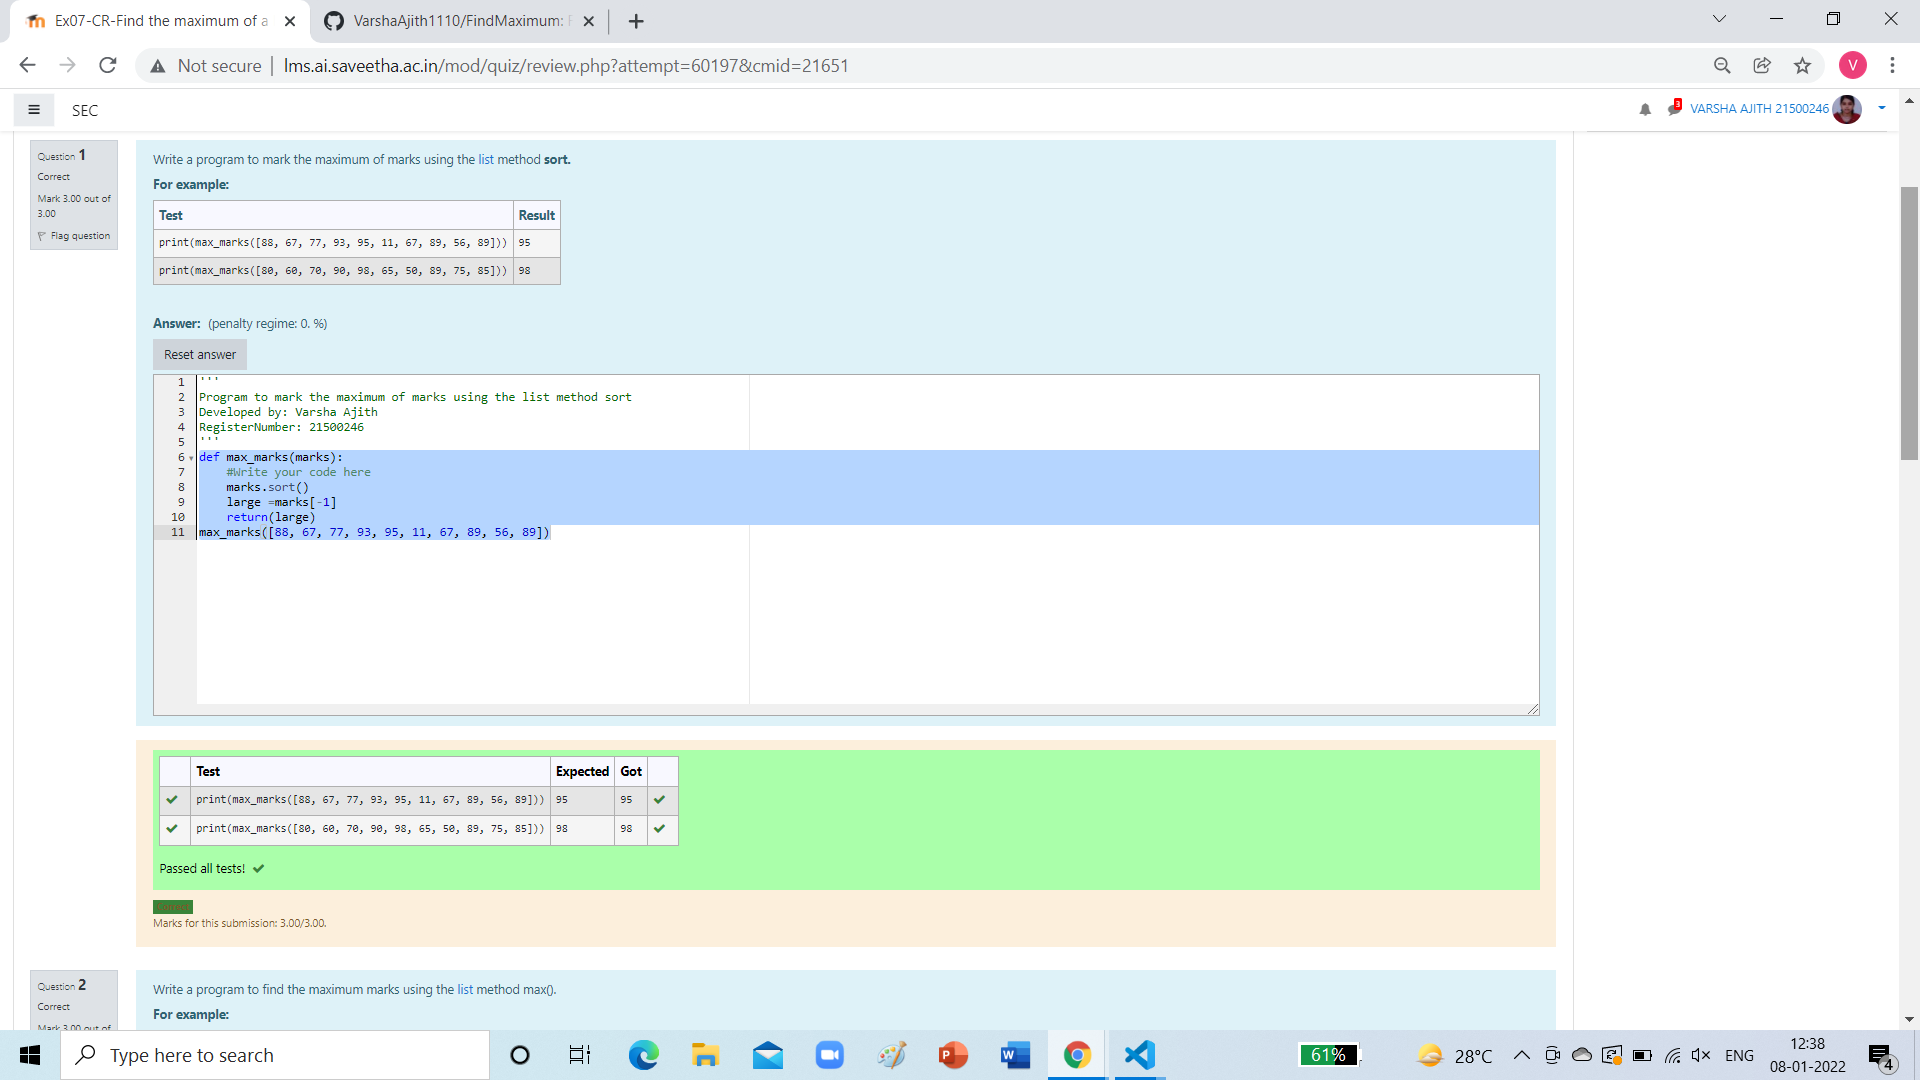 Ex07-CR-Find the maximum of a
VarshaAjith1110/FindMaximum:
Not secure | lms.ai.saveetha.ac.in/mod/quiz/review.php?attempt=60197&cmid=21651
V
SEC
3
VARSHA AJITH 21500246
Question 1
Correct
Mark 3.00 out of
3.00
Flag question
Write a program to mark the maximum of marks using the list method sort.
For example:
Test Result
print(max_marks([88, 67, 77, 93, 95, 11, 67, 89, 56, 89])) 95
print(max_marks([80, 60, 70, 90, 98, 65, 50, 89, 75, 85])) 98
Answer: (penalty regime: 0. %)
Reset answer
1 '''
2 Program to mark the maximum of marks using the list method sort
3 Developed by: Varsha Ajith
4 RegisterNumber: 21500246
5 '''
6 def max_marks(marks):
7     #Write your code here
8     marks.sort()
9     large =marks[-1]
10     return(large)
11 max_marks([88, 67, 77, 93, 95, 11, 67, 89, 56, 89])
Test Expected Got
print(max_marks([88, 67, 77, 93, 95, 11, 67, 89, 56, 89])) 95 95
print(max_marks([80, 60, 70, 90, 98, 65, 50, 89, 75, 85])) 98 98
Passed all tests!
Marks for this submission: 3.00/3.00.
Question 2
Correct
Mark 3.00 out of
Write a program to find the maximum marks using the list method max().
For example:
Type here to search
61%
28°C
ENG
12:38
08-01-2022
4